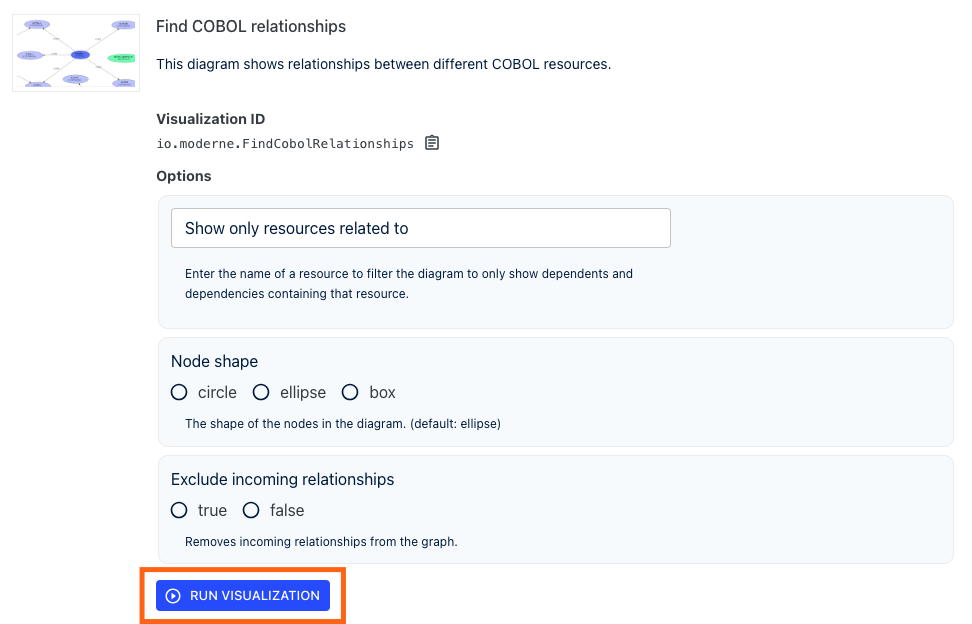 Find COBOL relationships
This diagram shows relationships between different COBOL resources.
Visualization ID
io.moderne.FindCobolRelationships
Options
Show only resources related to
Enter the name of a resource to filter the diagram to only show dependents and
dependencies containing that resource.
Node shape
circle ellipse box
The shape of the nodes in the diagram. (default: ellipse)
Exclude incoming relationships
true false
Removes incoming relationships from the graph.
RUN VISUALIZATION